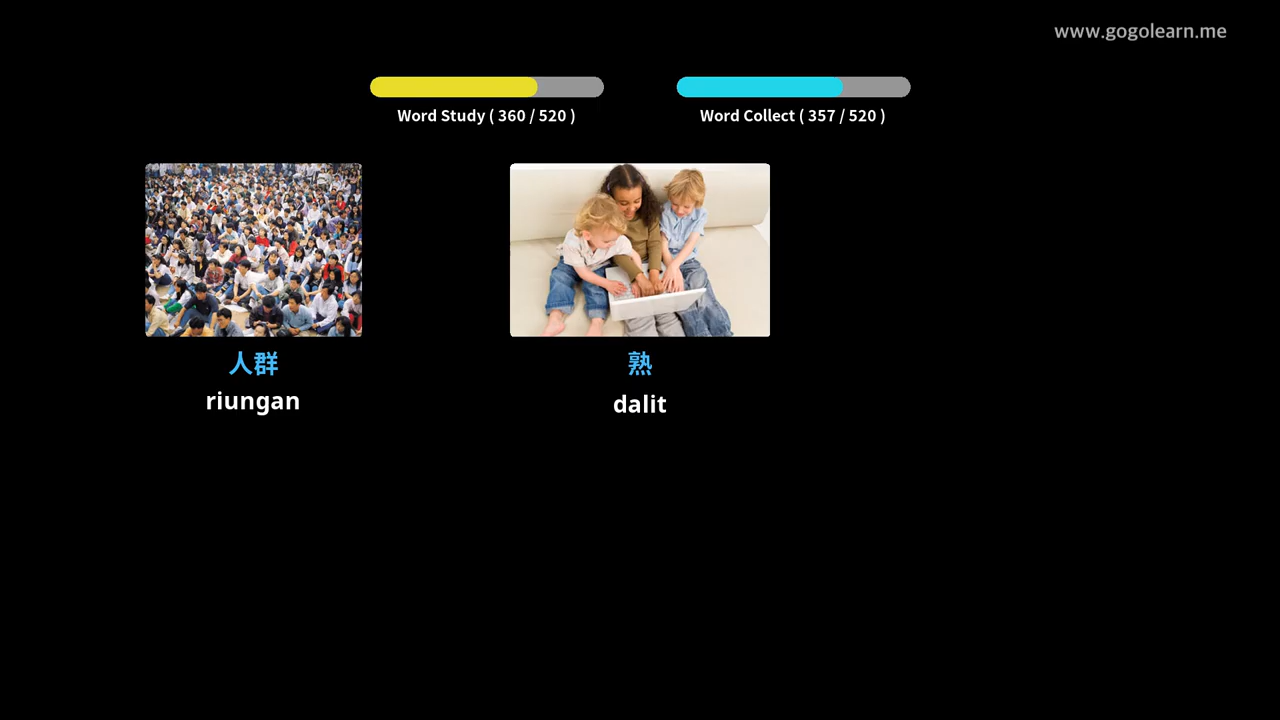 www.gogolearn.me
Word Study ( 360 / 520 )
Word Collect ( 357 / 520 )
人群
riungan
熟
dalit